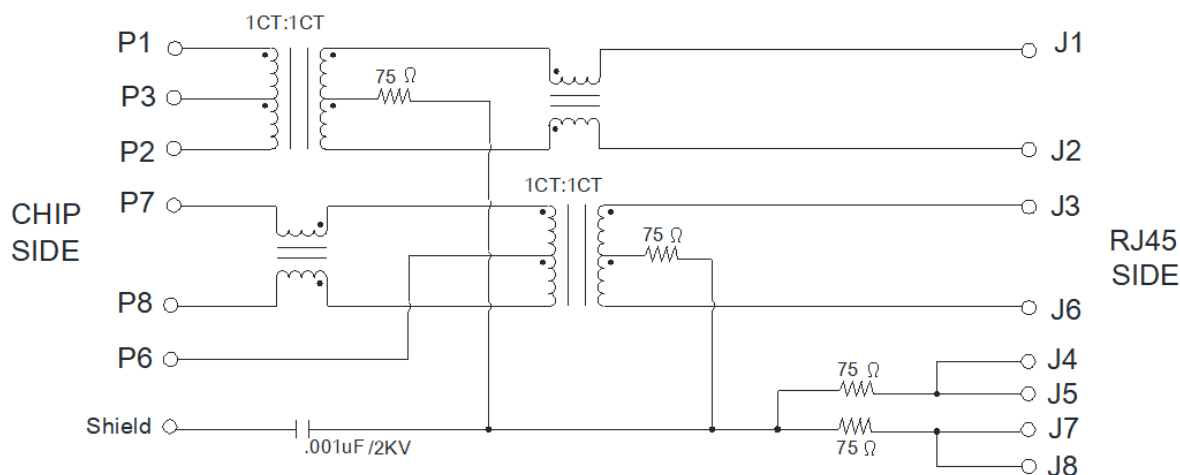 1CT:1CT
P1
J1
75 Ω
P3
P2
J2
1CT:1CT
P7
J3
CHIP
SIDE
75 Ω
RJ45
SIDE
P8
J6
P6
J4
75 Ω
J5
Shield
.001uF/2KV
J7
75 Ω
J8